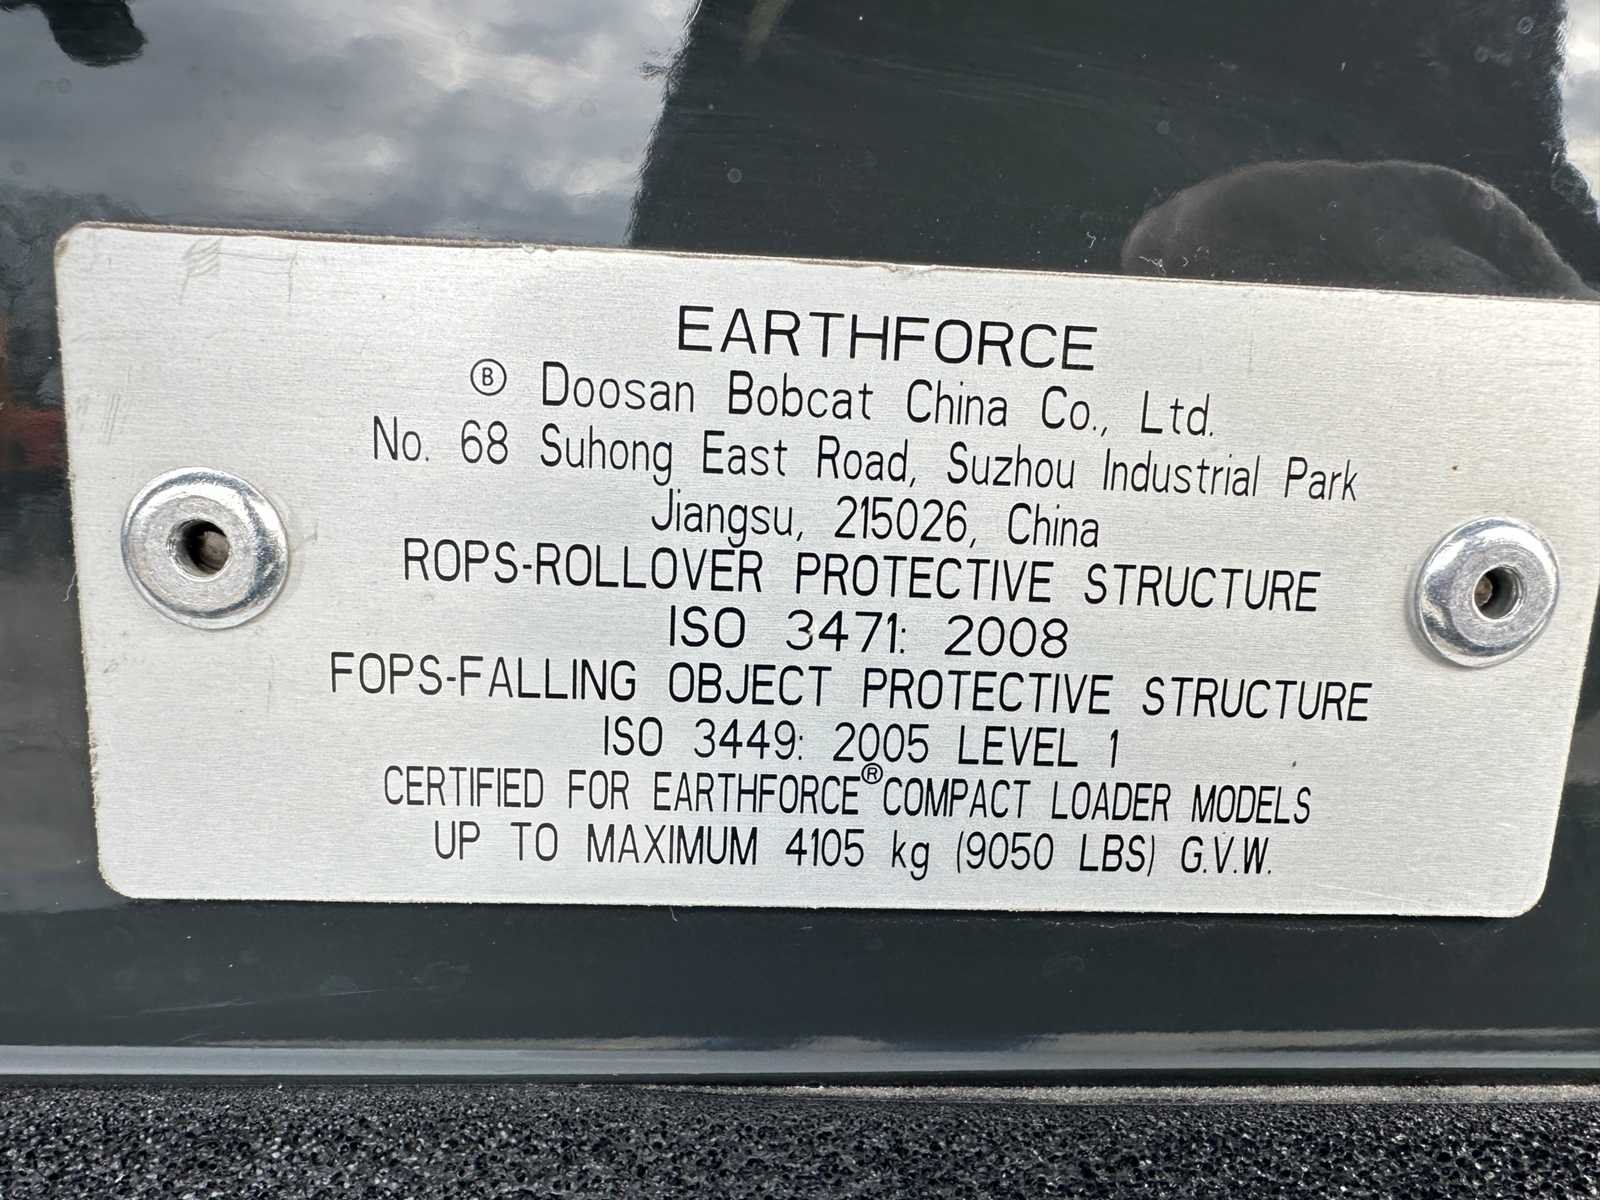 EARTHFORCE
Ⓑ Doosan Bobcat China Co., Ltd.
No. 68 Suhong East Road, Suzhou Industrial Park
Jiangsu, 215026, China
ROPS-ROLLOVER PROTECTIVE STRUCTURE
ISO 3471: 2008
FOPS-FALLING OBJECT PROTECTIVE STRUCTURE
ISO 3449: 2005 LEVEL 1
CERTIFIED FOR EARTHFORCE® COMPACT LOADER MODELS
UP TO MAXIMUM 4105 kg (9050 LBS) G.V.W.